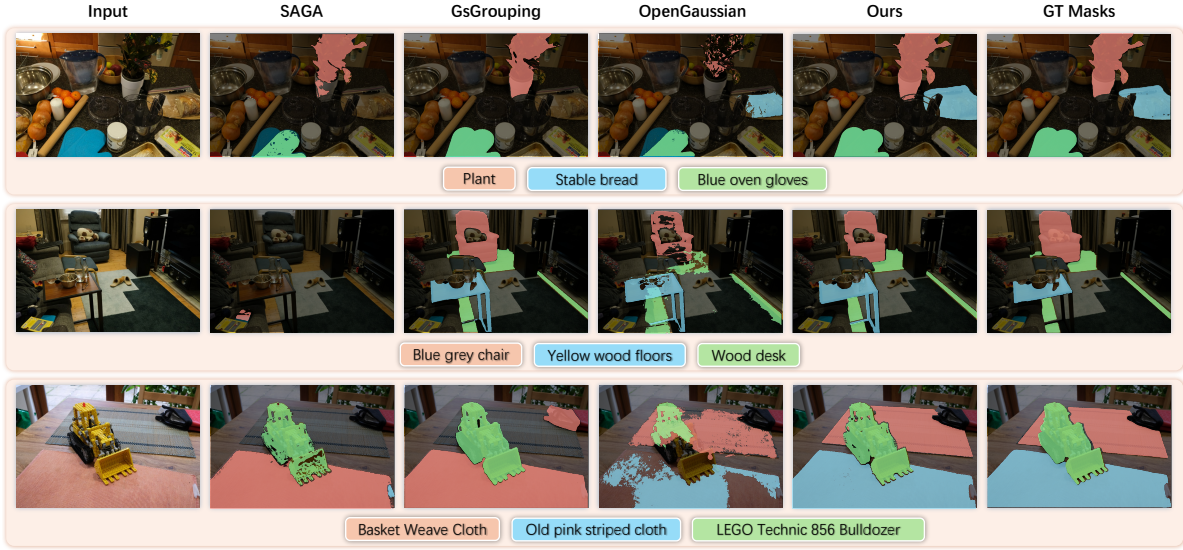 Input SAGA GsGrouping OpenGaussian Ours GT Masks
Plant Stable bread Blue oven gloves
Blue grey chair Yellow wood floors Wood desk
Basket Weave Cloth Old pink striped cloth LEGO Technic 856 Bulldozer